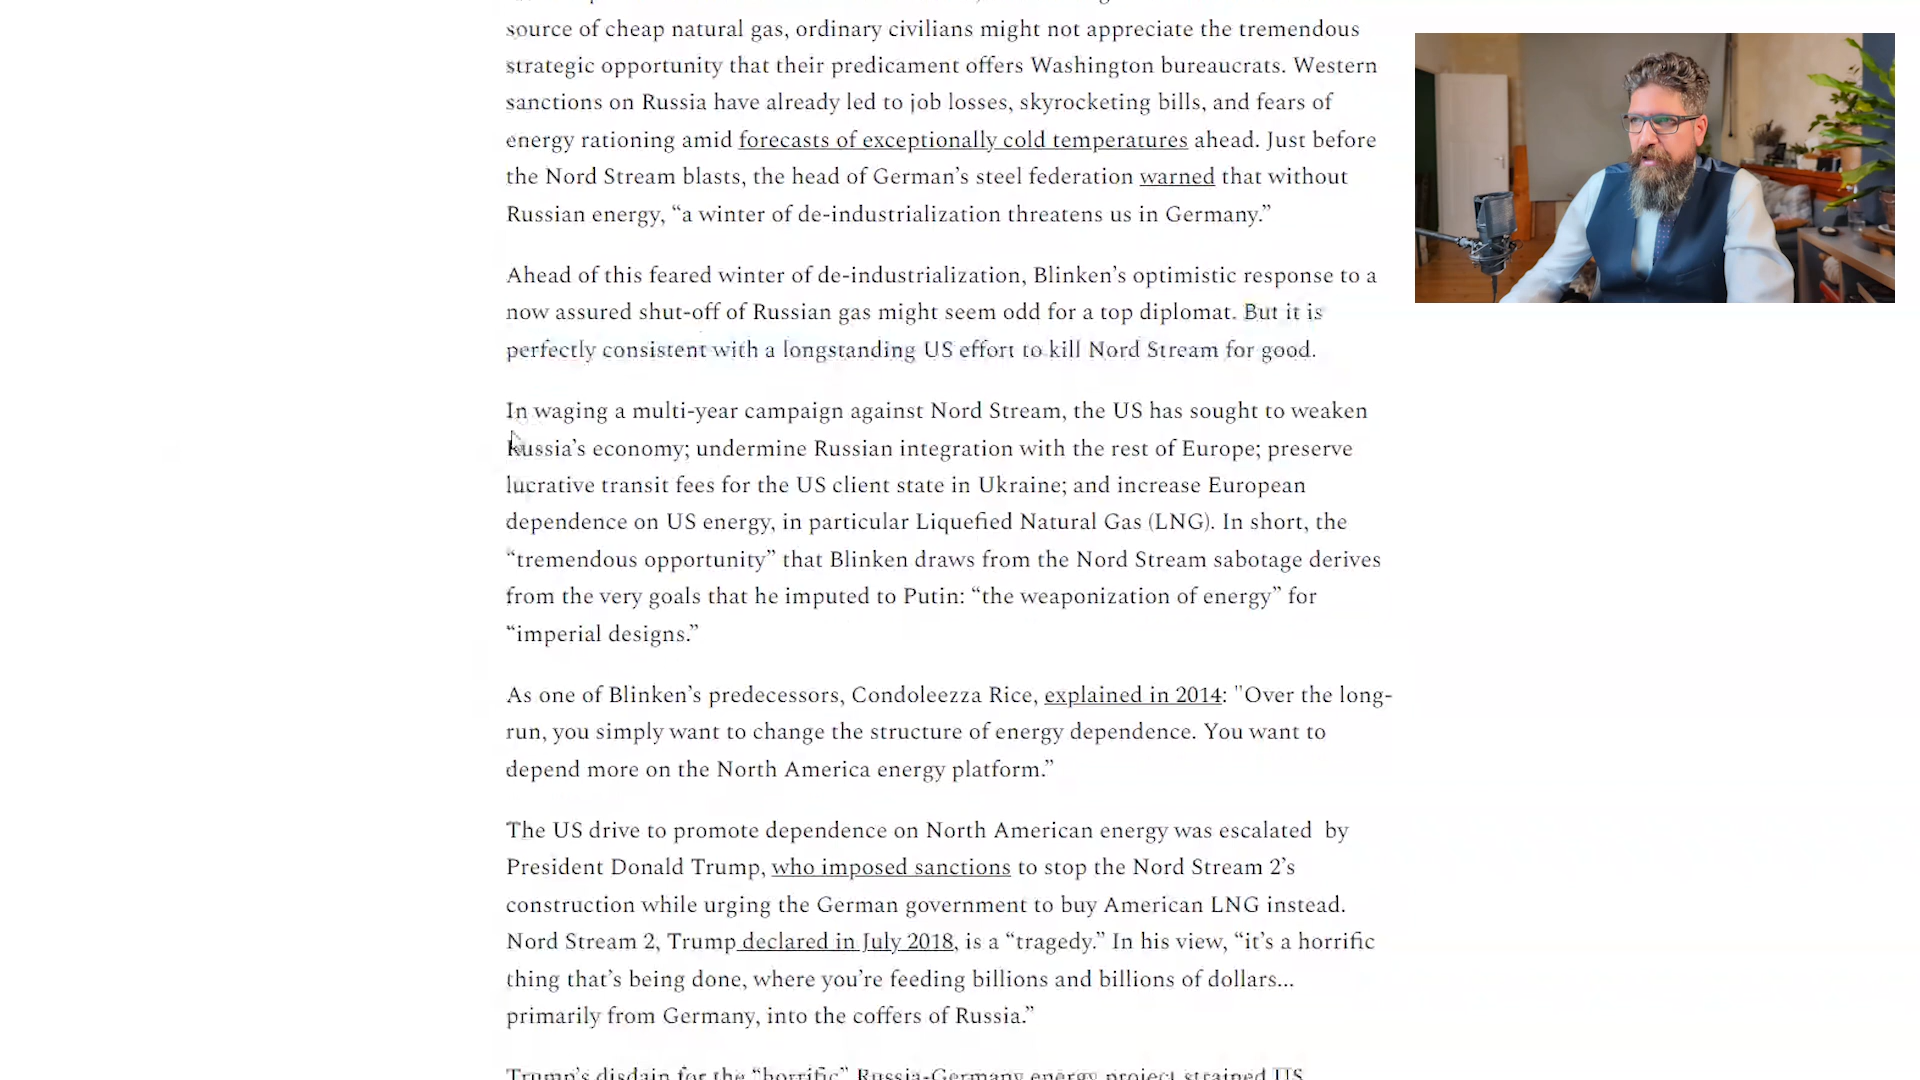 source of cheap natural gas, ordinary civilians might not appreciate the tremendous
strategic opportunity that their predicament offers Washington bureaucrats. Western
sanctions on Russia have already led to job losses, skyrocketing bills, and fears of
energy rationing amid forecasts of exceptionally cold temperatures ahead. Just before
the Nord Stream blasts, the head of German’s steel federation warned that without
Russian energy, “a winter of de-industrialization threatens us in Germany.”
Ahead of this feared winter of de-industrialization, Blinken’s optimistic response to a
now assured shut-off of Russian gas might seem odd for a top diplomat. But it is
perfectly consistent with a longstanding US effort to kill Nord Stream for good.
In waging a multi-year campaign against Nord Stream, the US has sought to weaken
Russia’s economy; undermine Russian integration with the rest of Europe; preserve
lucrative transit fees for the US client state in Ukraine; and increase European
dependence on US energy, in particular Liquefied Natural Gas (LNG). In short, the
“tremendous opportunity” that Blinken draws from the Nord Stream sabotage derives
from the very goals that he imputed to Putin: “the weaponization of energy” for
“imperial designs.”
As one of Blinken’s predecessors, Condoleezza Rice, explained in 2014: "Over the long-
run, you simply want to change the structure of energy dependence. You want to
depend more on the North America energy platform.”
The US drive to promote dependence on North American energy was escalated by
President Donald Trump, who imposed sanctions to stop the Nord Stream 2’s
construction while urging the German government to buy American LNG instead.
Nord Stream 2, Trump declared in July 2018, is a “tragedy.” In his view, “it’s a horrific
thing that’s being done, where you’re feeding billions and billions of dollars...
primarily from Germany, into the coffers of Russia.”
Trump’s disdain for the “horrific” Russia-Germany energy project strained US